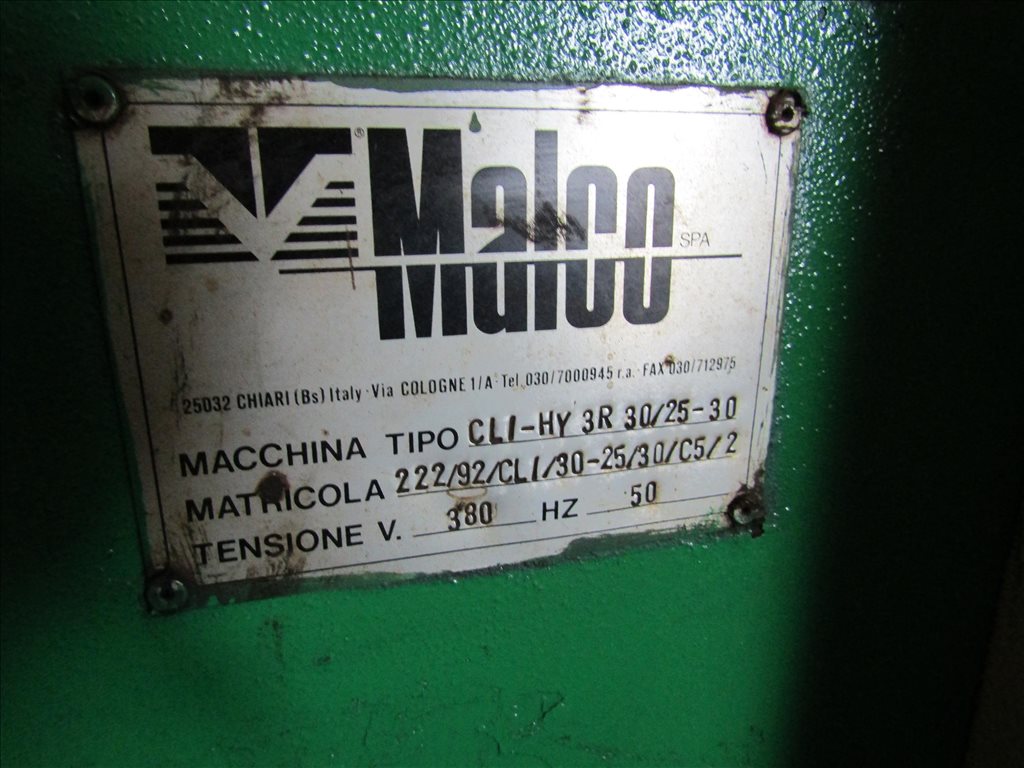 Malco SPA
25032 CHIARI (Bs) Italy · Via COLOGNE 1/A · Tel. 030/7000945 r.a. · FAX 030/712975
MACCHINA TIPO CLI-HY 3R 30/25-30
MATRICOLA 222/92/CLI/30-25/30/C5/2
TENSIONE V. 380 HZ 50